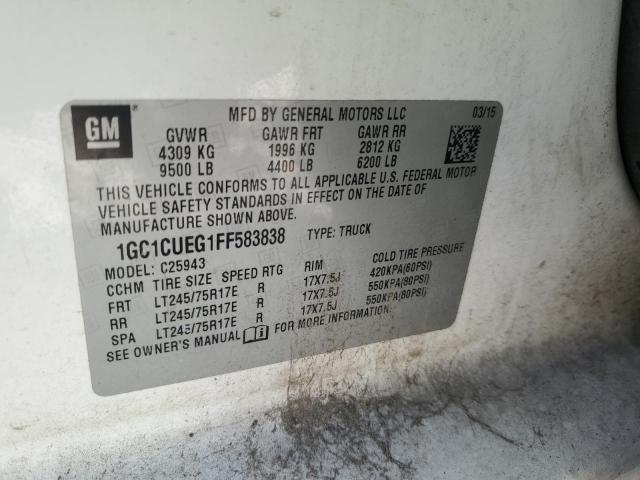 GM
MFD BY GENERAL MOTORS LLC 03/15
GVWR GAWR FRT GAWR RR
4309 KG 1996 KG 2812 KG
9500 LB 4400 LB 6200 LB
THIS VEHICLE CONFORMS TO ALL APPLICABLE U.S. FEDERAL MOTOR
VEHICLE SAFETY STANDARDS IN EFFECT ON THE DATE OF
MANUFACTURE SHOWN ABOVE.
1GC1CUEG1FF583838 TYPE: TRUCK
MODEL: C25943
CCHM TIRE SIZE SPEED RTG RIM COLD TIRE PRESSURE
FRT LT245/75R17E R 17X7.5J 420KPA(60PSI)
RR LT245/75R17E R 17X7.5J 550KPA(80PSI)
SPA LT245/75R17E R 17X7.5J 550KPA(80PSI)
SEE OWNER'S MANUAL FOR MORE INFORMATION.